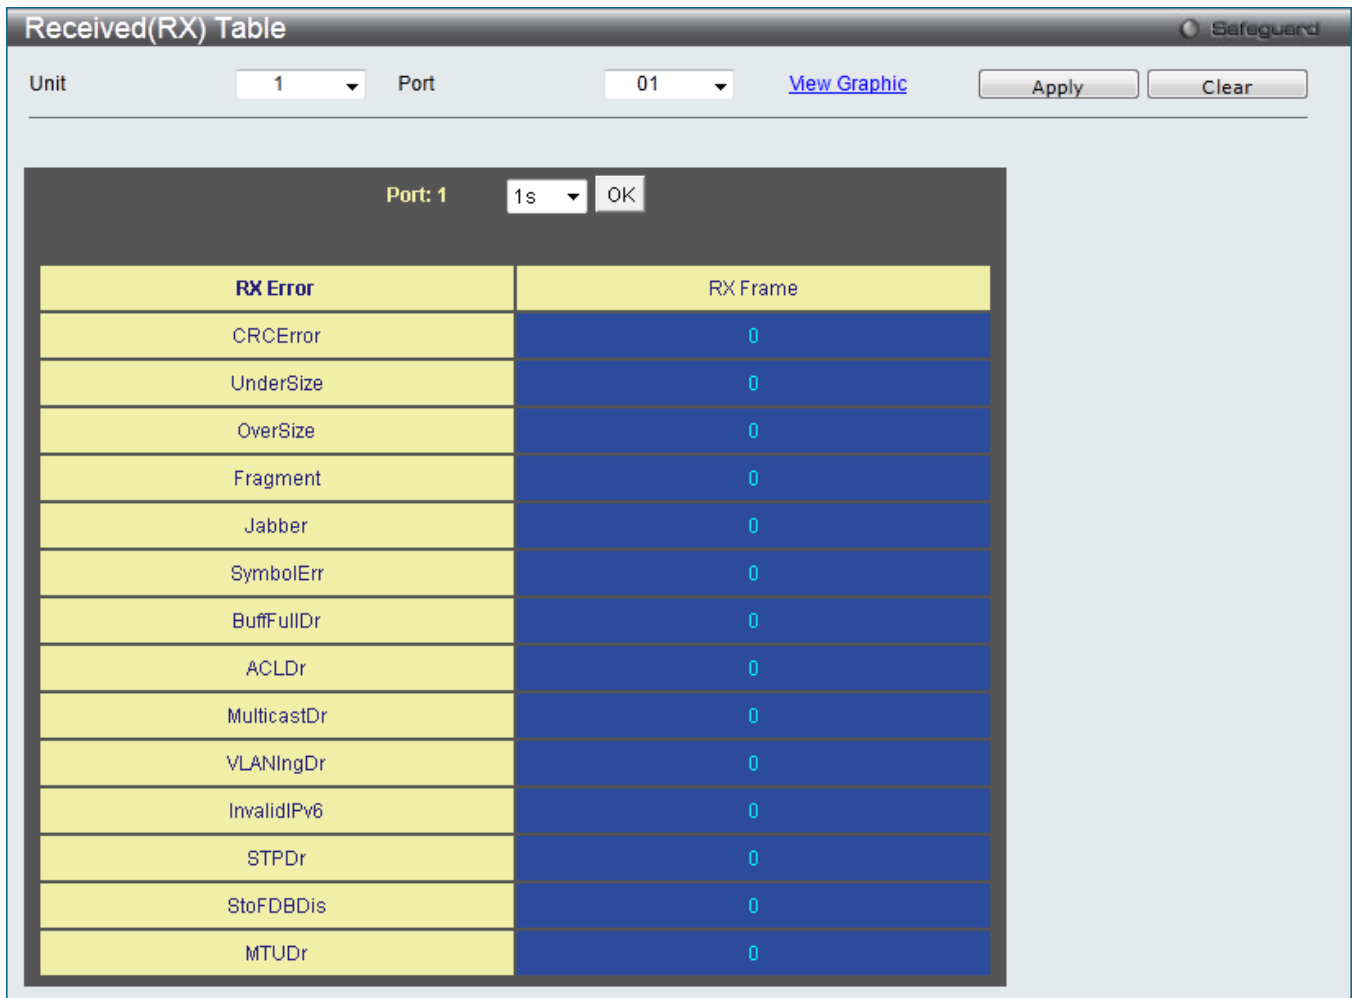 Received(RX) Table Safeguard
Unit 1 Port 01 View Graphic Apply Clear
Port: 1 1s OK
RX Error RX Frame
CRCError 0
UnderSize 0
OverSize 0
Fragment 0
Jabber 0
SymbolErr 0
BuffFullDr 0
ACLDr 0
MulticastDr 0
VLANIngDr 0
InvalidIPv6 0
STPDr 0
StoFDBDis 0
MTUDr 0